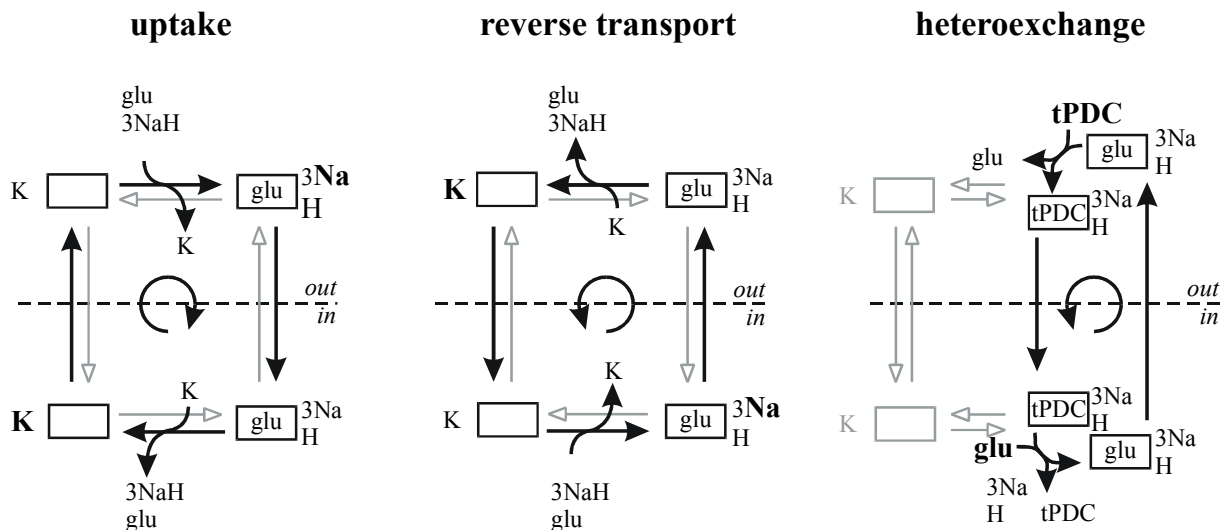 uptake
glu
3NaH
K
glu
3Na
H
K
out
in
K
K
glu
3Na
H
3NaH
glu
reverse transport
glu
3NaH
K
glu
3Na
H
K
out
in
K
K
glu
3Na
H
3NaH
glu
heteroexchange
tPDC
glu
glu
3Na
H
K
tPDC
3Na
H
out
in
K
tPDC
3Na
H
glu
glu
3Na
H
3Na
H
tPDC